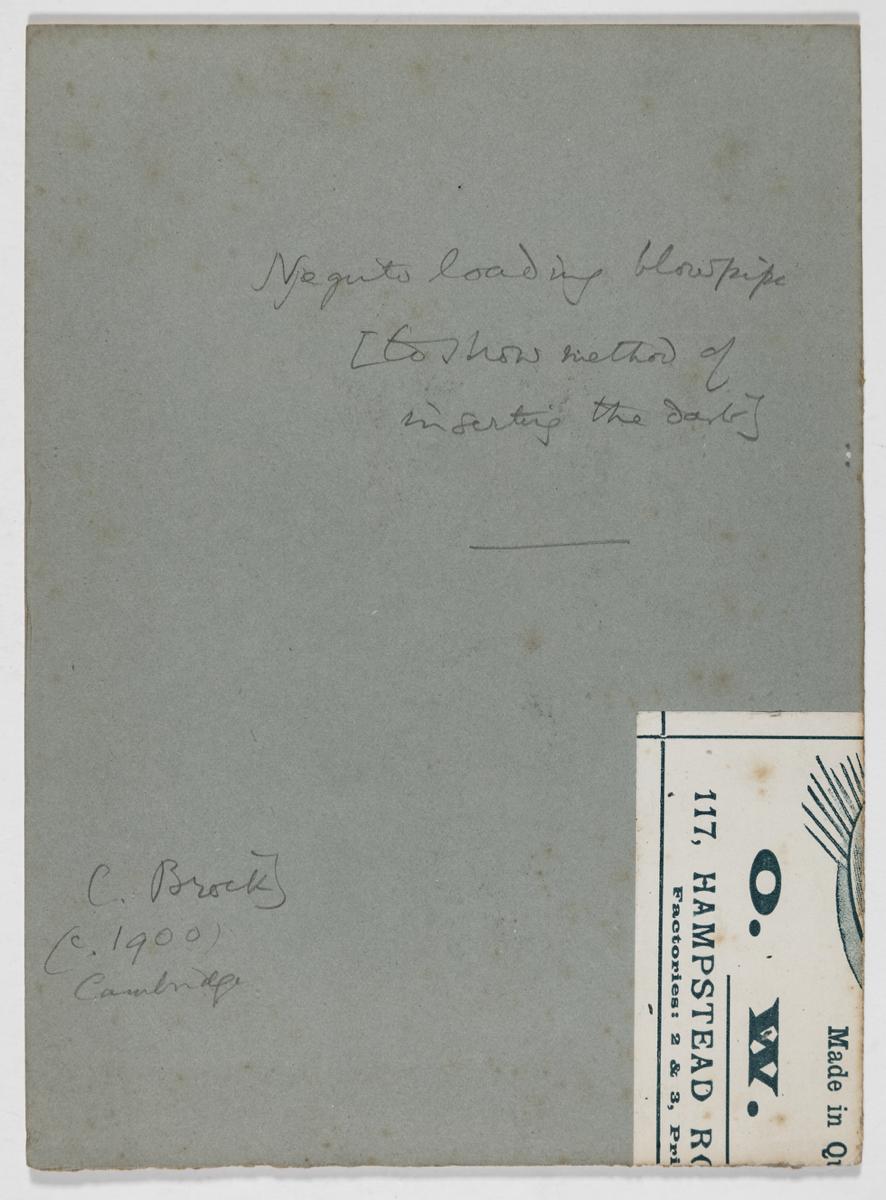 Negrito loading blowpipe
[to show method of
inserting the dart]
C. Brock]
(c. 1900)
Cambridge
Made in Qu
O. W.
117, HAMPSTEAD RO
Factories: 2 & 3, Pri